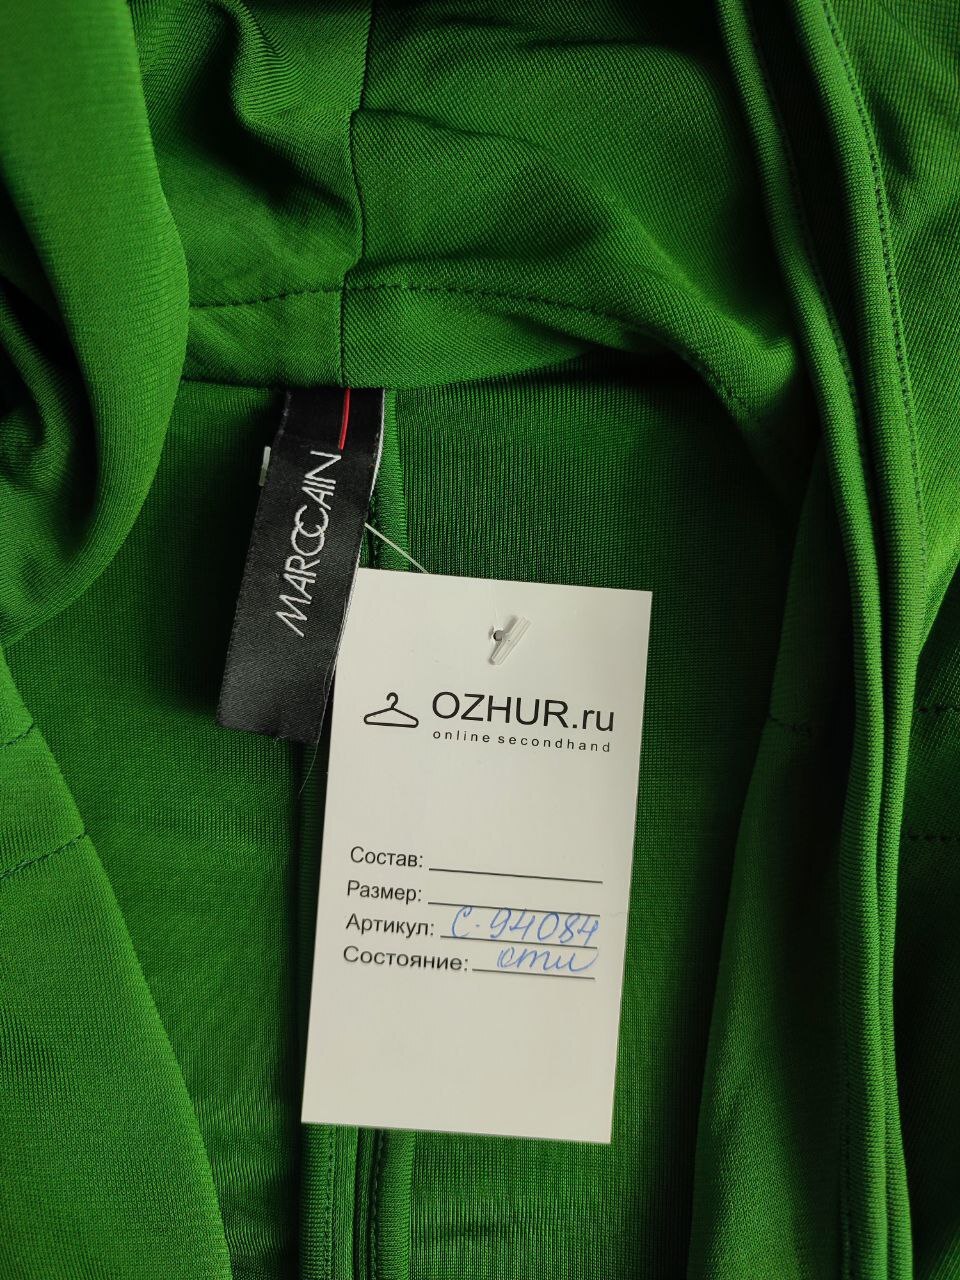 MARCCAIN
OZHUR.ru
online secondhand
Состав:
Размер:
Артикул: С-94084
Состояние: отл